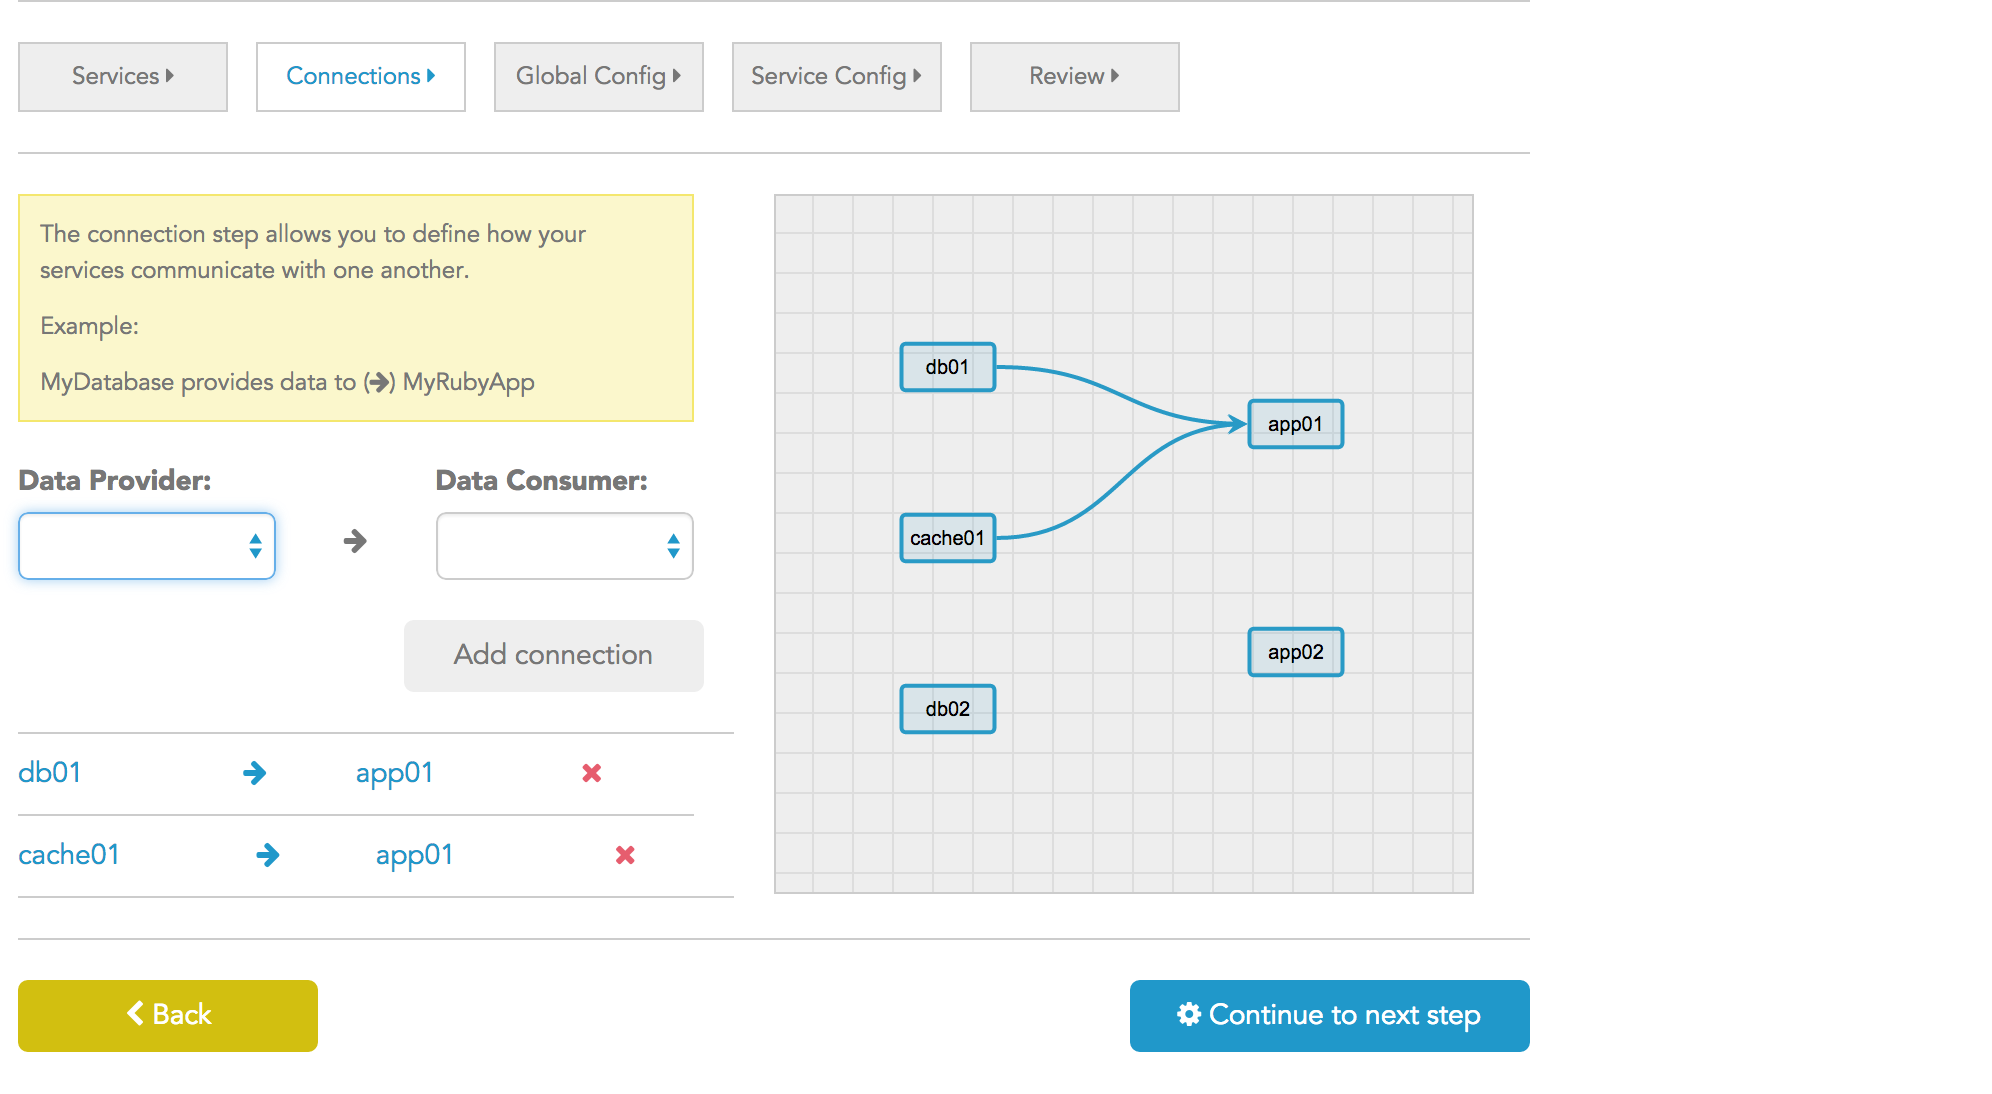 Services
Connections
Global Config
Service Config
Review
The connection step allows you to define how your
services communicate with one another.
Example:
MyDatabase provides data to (➔) MyRubyApp
Data Provider:
Data Consumer:
Add connection
db01 ➔ app01 ✖
cache01 ➔ app01 ✖
db01
app01
cache01
app02
db02
Back
Continue to next step